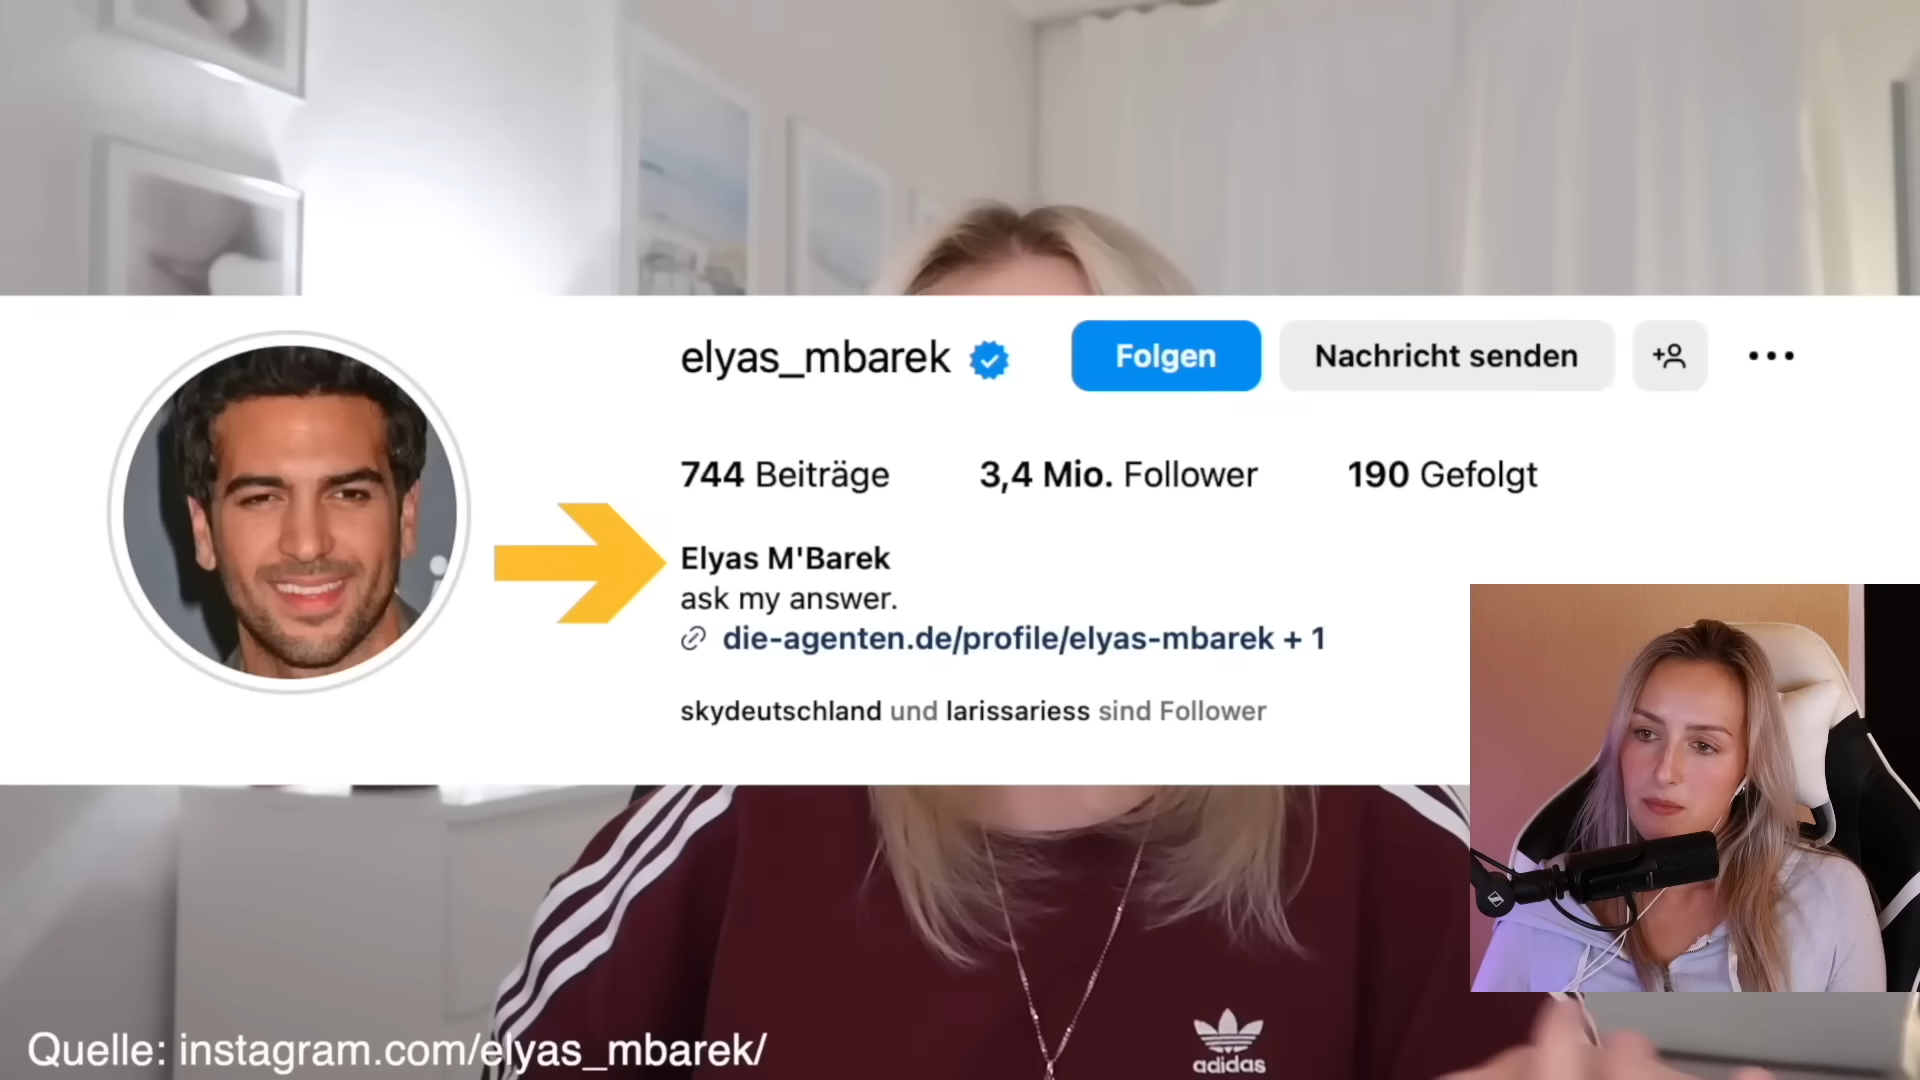 elyas_mbarek
Folgen
Nachricht senden
744 Beiträge
3,4 Mio. Follower
190 Gefolgt
Elyas M'Barek
ask my answer.
die-agenten.de/profile/elyas-mbarek + 1
skydeutschland und larissariess sind Follower
adidas
Quelle: instagram.com/elyas_mbarek/